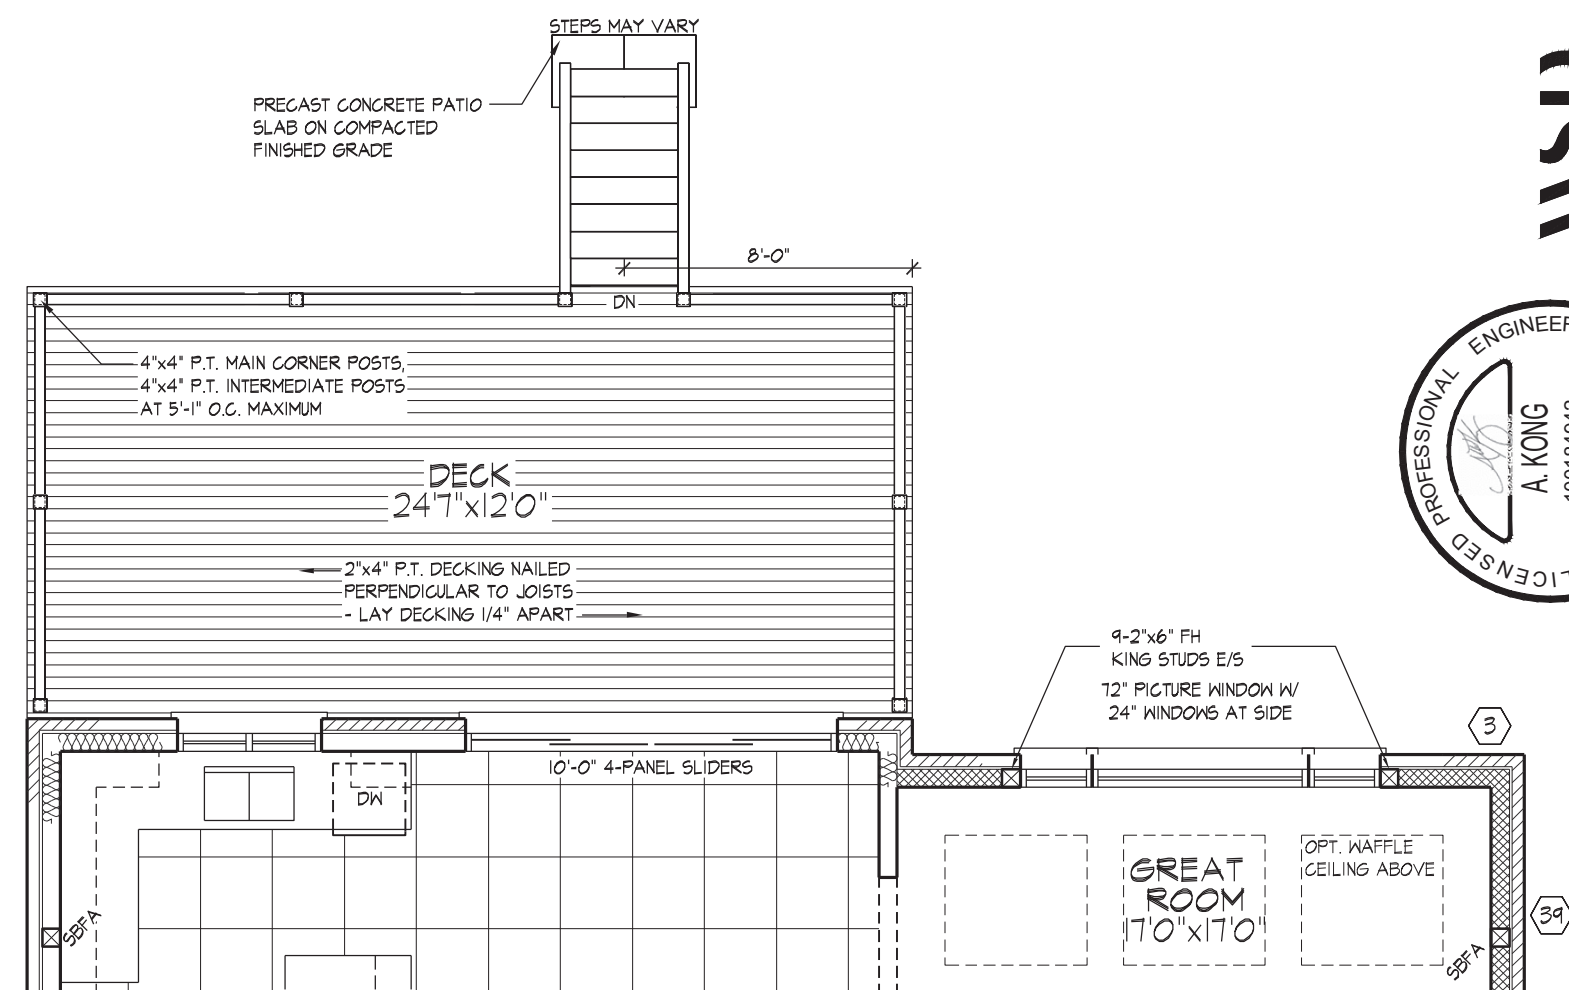 STEPS MAY VARY
PRECAST CONCRETE PATIO
SLAB ON COMPACTED
FINISHED GRADE
8'-0"
DN
4"x4" P.T. MAIN CORNER POSTS,
4"x4" P.T. INTERMEDIATE POSTS
AT 5'-1" O.C. MAXIMUM
DECK
24'7"x12'0"
2"x4" P.T. DECKING NAILED
PERPENDICULAR TO JOISTS
- LAY DECKING 1/4" APART
LICENSED PROFESSIONAL ENGINEER
A. KONG
9-2"x6" FH
KING STUDS E/S
72" PICTURE WINDOW W/
24" WINDOWS AT SIDE
3
10'-0" 4-PANEL SLIDERS
DW
OPT. WAFFLE
CEILING ABOVE
GREAT
ROOM
17'0"x17'0"
39
SBFA
SBFA